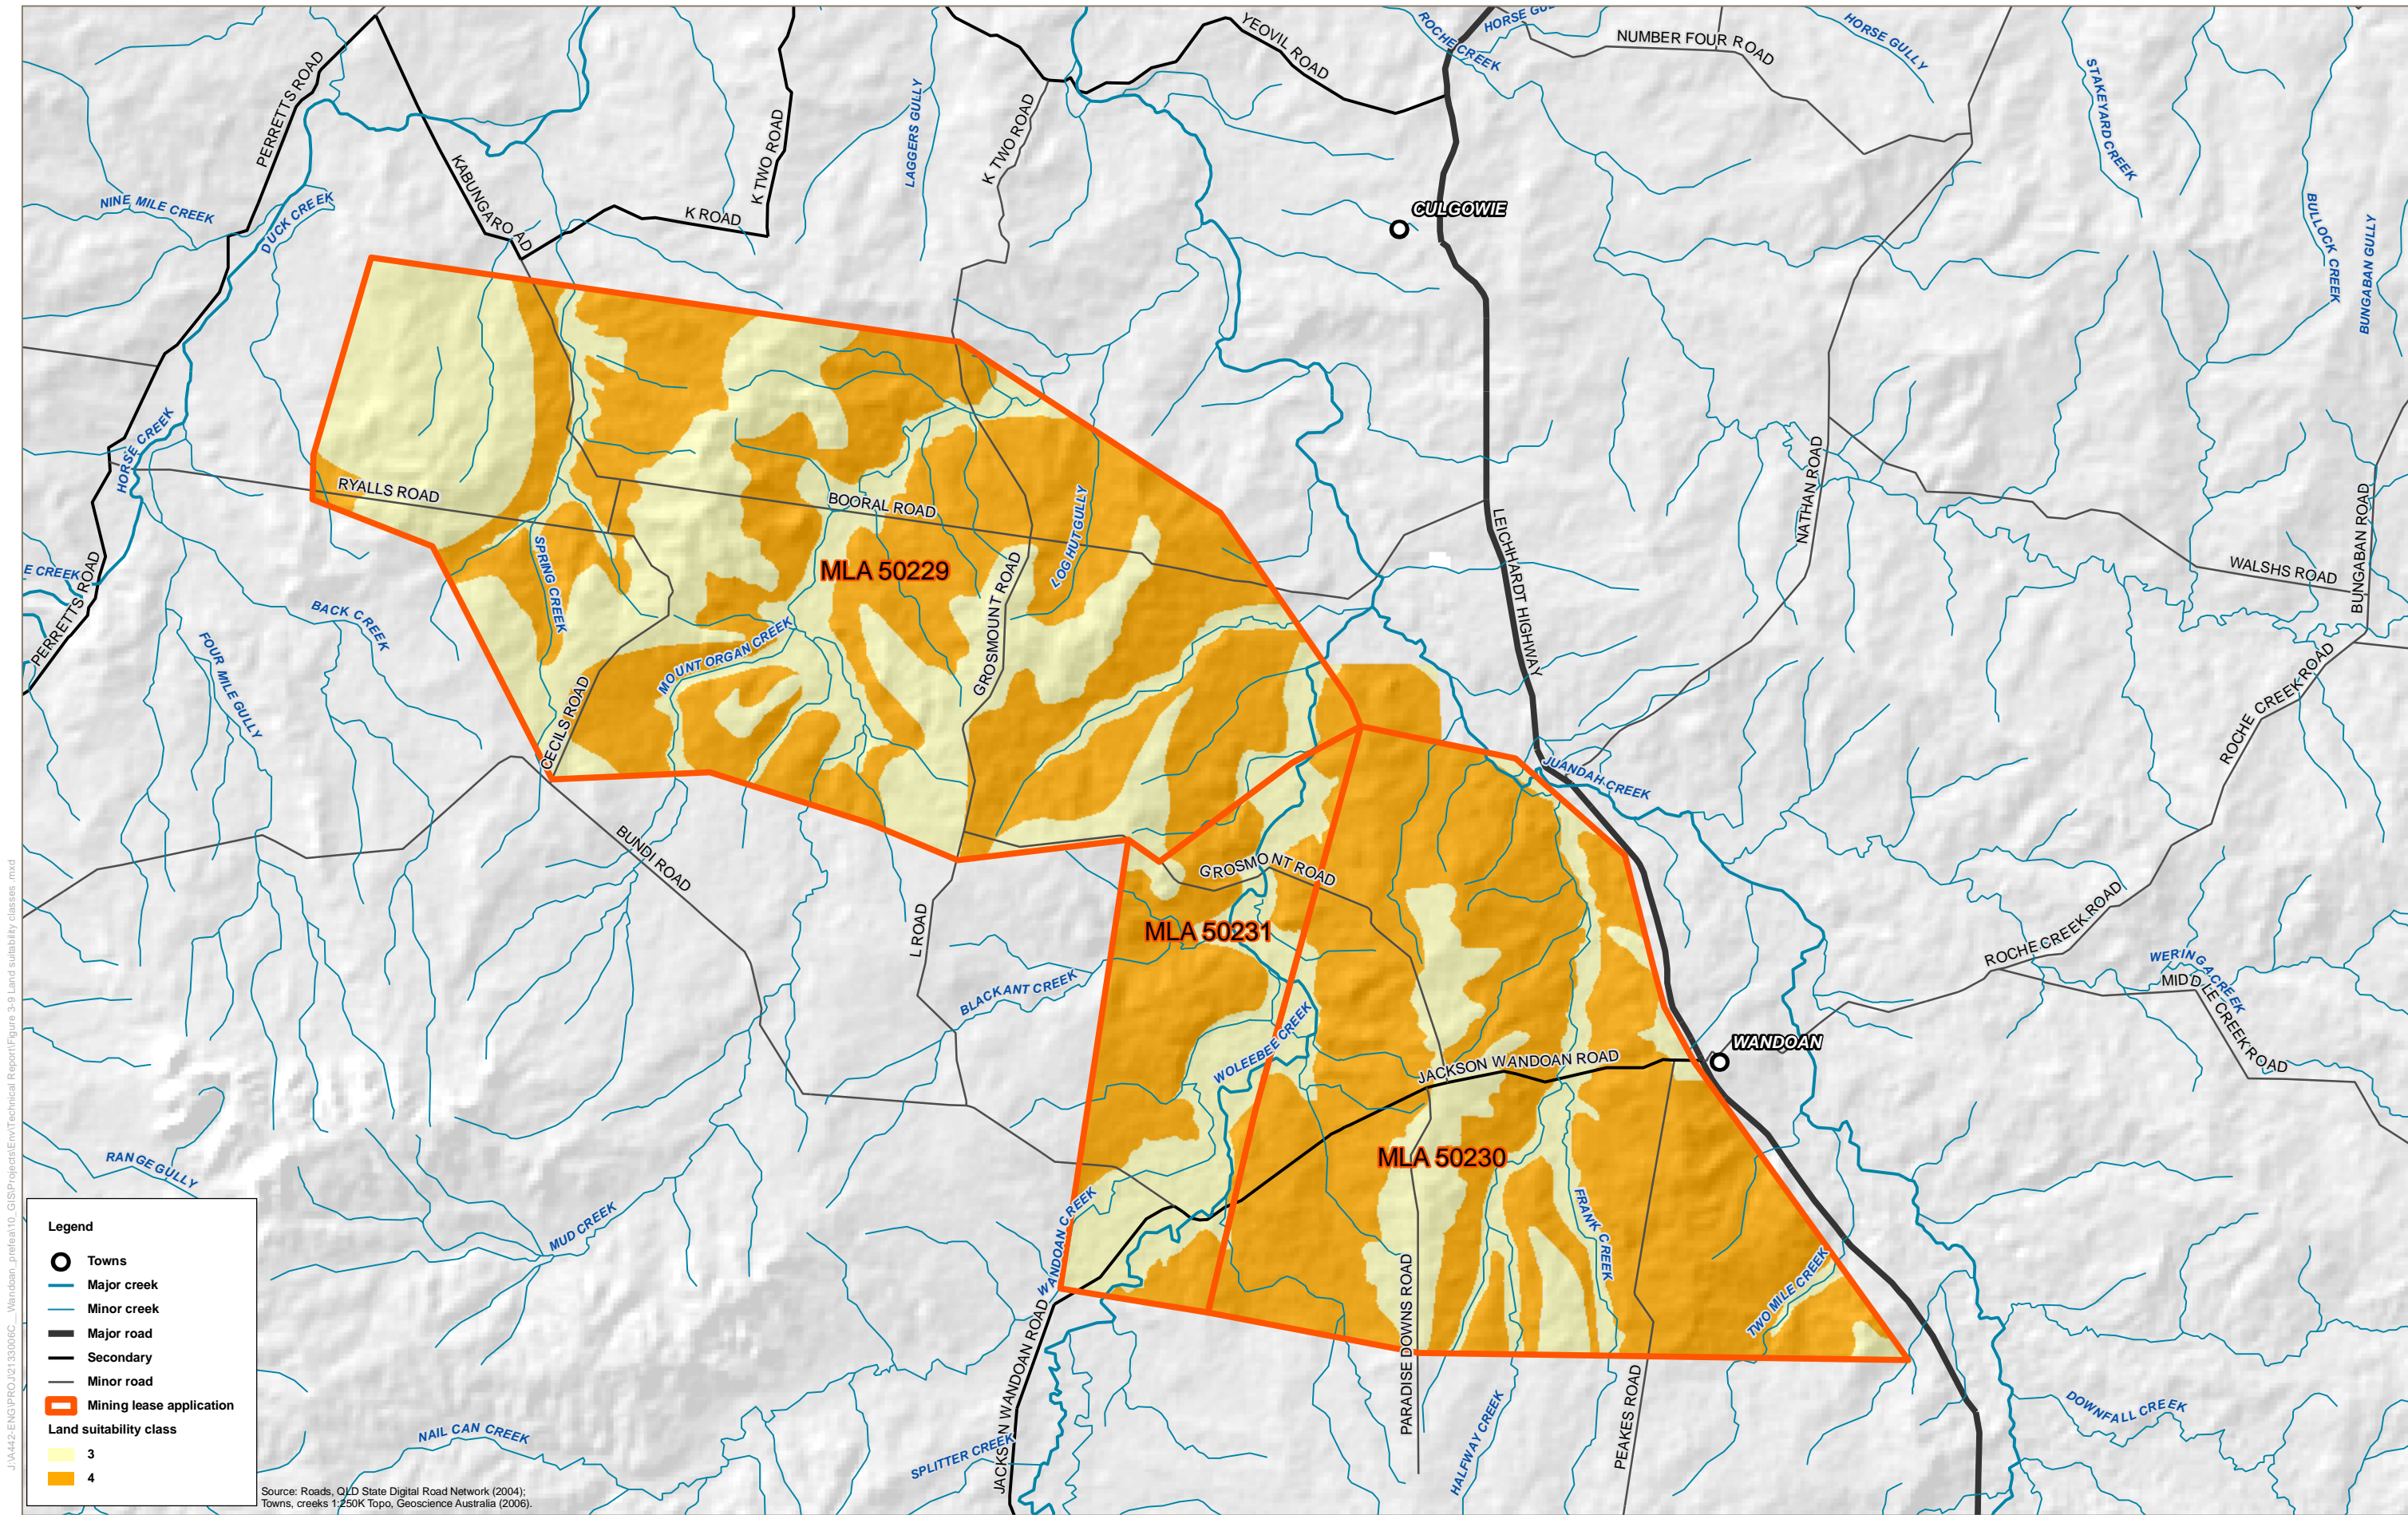 YEOVIL ROAD
ROCHE CREEK
HORSE GU
NUMBER FOUR ROAD
HORSE GULLY
STAKEYARD CREEK
PERRETTS ROAD
KABUNGA ROAD
K TWO ROAD
LAGGERS GULLY
K TWO ROAD
NINE MILE CREEK
DUCK CREEK
K ROAD
CULGOWIE
BULLOCK CREEK
BUNGABAN GULLY
HORSE CREEK
RYALLS ROAD
BOORAL ROAD
LOG HUT GULLY
LEICHHARDT HIGHWAY
NATHAN ROAD
BUNGABAN ROAD
WALSHS ROAD
E CREEK
PERRETTS ROAD
BACK CREEK
FOUR MILE GULLY
SPRING CREEK
MLA 50229
GROSMOUNT ROAD
MOUNT ORGAN CREEK
CECILS ROAD
ROCHE CREEK ROAD
JUANDAH CREEK
BUNDI ROAD
L ROAD
GROSMONT ROAD
MLA 50231
BLACKANT CREEK
WOLEEBEE CREEK
JACKSON WANDOAN ROAD
WANDOAN
ROCHE CREEK ROAD
WERINGA CREEK
MIDDLE CREEK ROAD
MLA 50230
RANGE GULLY
MUD CREEK
WANDOAN CREEK
FRANK CREEK
TWO MILE CREEK
PARADISE DOWNS ROAD
JACKSON WANDOAN ROAD
HALFWAY CREEK
PEAKES ROAD
DOWNFALL CREEK
NAIL CAN CREEK
SPLITTER CREEK
Legend
Towns
Major creek
Minor creek
Major road
Secondary
Minor road
Mining lease application
Land suitability class
3
4
Source: Roads, QLD State Digital Road Network (2004);
Towns, creeks 1:250K Topo, Geoscience Australia (2006).